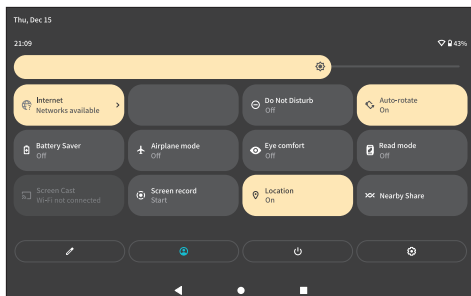 Thu, Dec 15
21:09
43%
Internet
Networks available
Do Not Disturb
Off
Auto-rotate
On
Battery Saver
Off
Airplane mode
Off
Eye comfort
Off
Read mode
Off
Screen Cast
Wi-Fi not connected
Screen record
Start
Location
On
Nearby Share